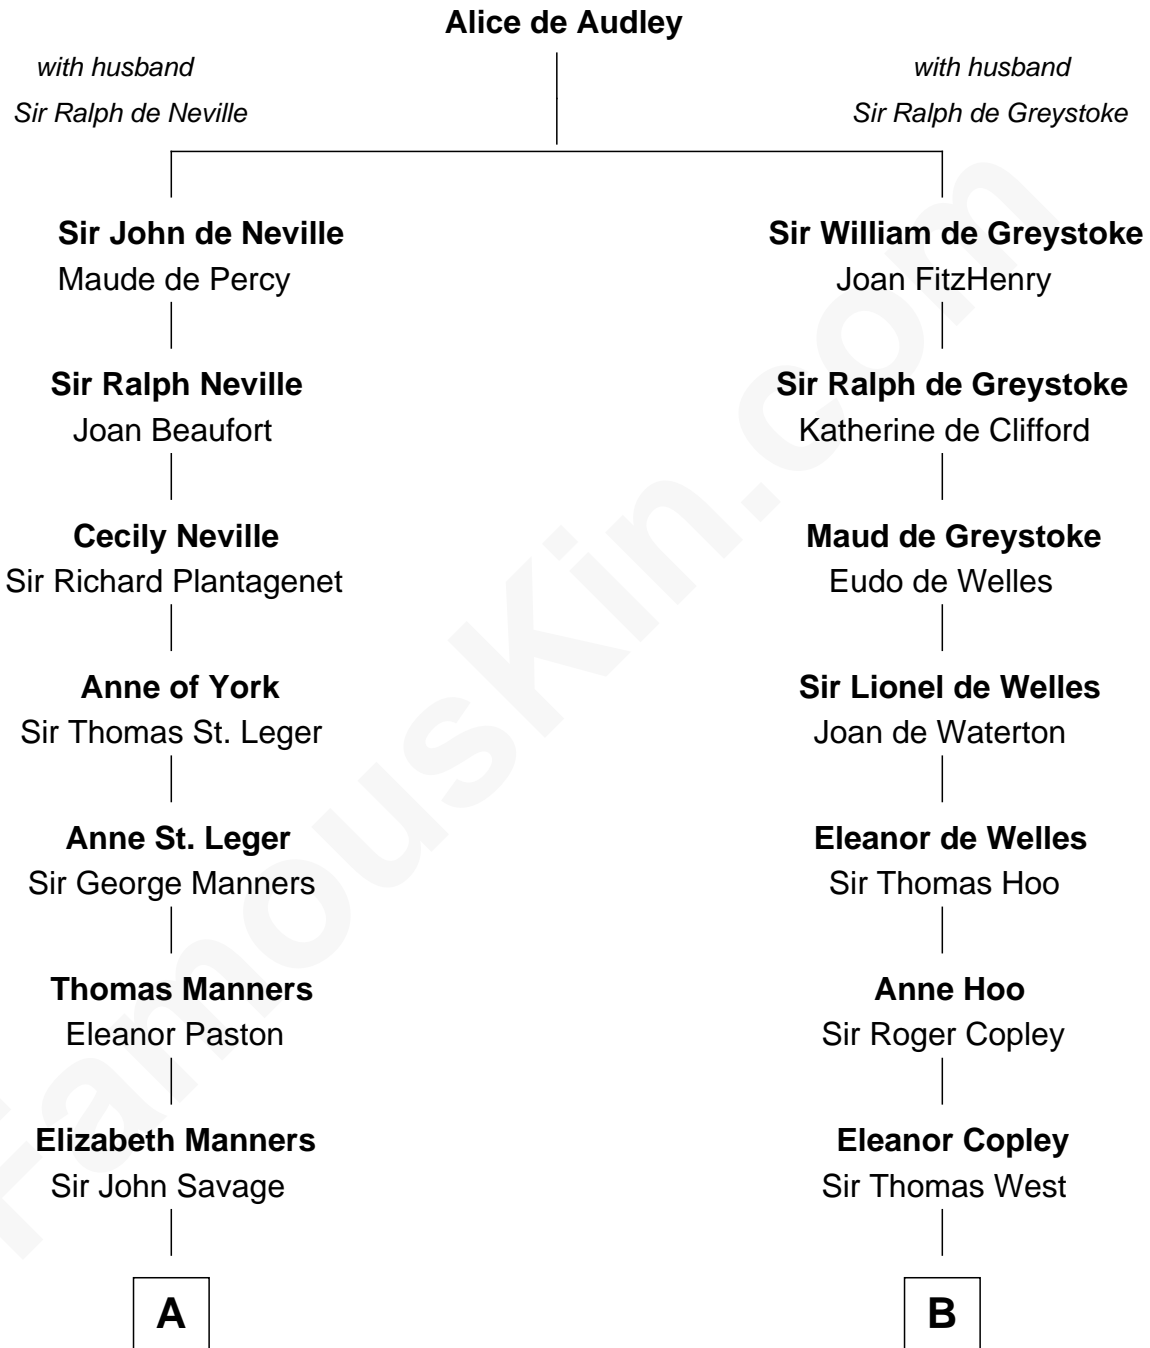 Alice de Audley
with husband
Sir Ralph de Neville
with husband
Sir Ralph de Greystoke
Sir John de Neville
Maude de Percy
Sir William de Greystoke
Joan FitzHenry
Sir Ralph Neville
Joan Beaufort
Sir Ralph de Greystoke
Katherine de Clifford
Cecily Neville
Sir Richard Plantagenet
Maud de Greystoke
Eudo de Welles
Anne of York
Sir Thomas St. Leger
Sir Lionel de Welles
Joan de Waterton
Anne St. Leger
Sir George Manners
Eleanor de Welles
Sir Thomas Hoo
Thomas Manners
Eleanor Paston
Anne Hoo
Sir Roger Copley
Elizabeth Manners
Sir John Savage
Eleanor Copley
Sir Thomas West
A
B
FamousKin.com